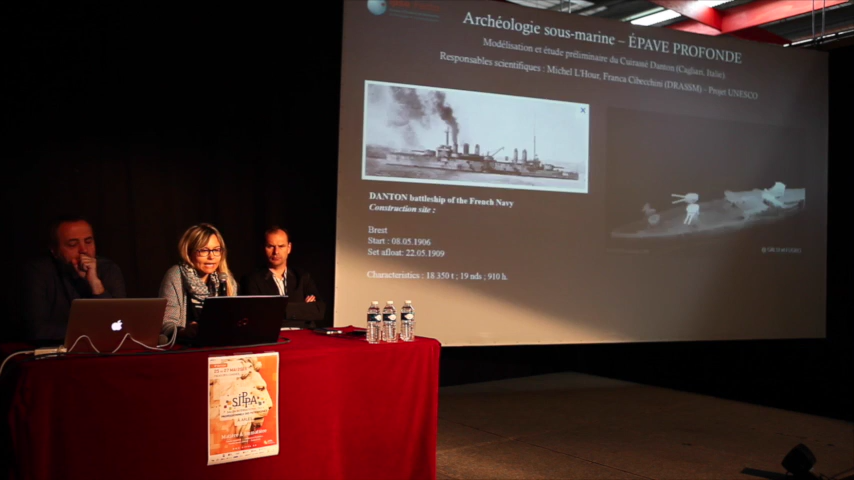 Archéologie sous-marine – ÉPAVE PROFONDE
Modélisation et étude préliminaire du Cuirassé Danton (Cagliari, Italie)
Responsables scientifiques : Michel L'Hour, Franca Cibecchini (DRASSM) – Projet UNESCO
DANTON battleship of the French Navy
Construction site :
Brest
Start : 08.05.1906
Set afloat: 22.05.1909
Characteristics : 18 350 t ; 19 nds ; 910 h.
SIPPA